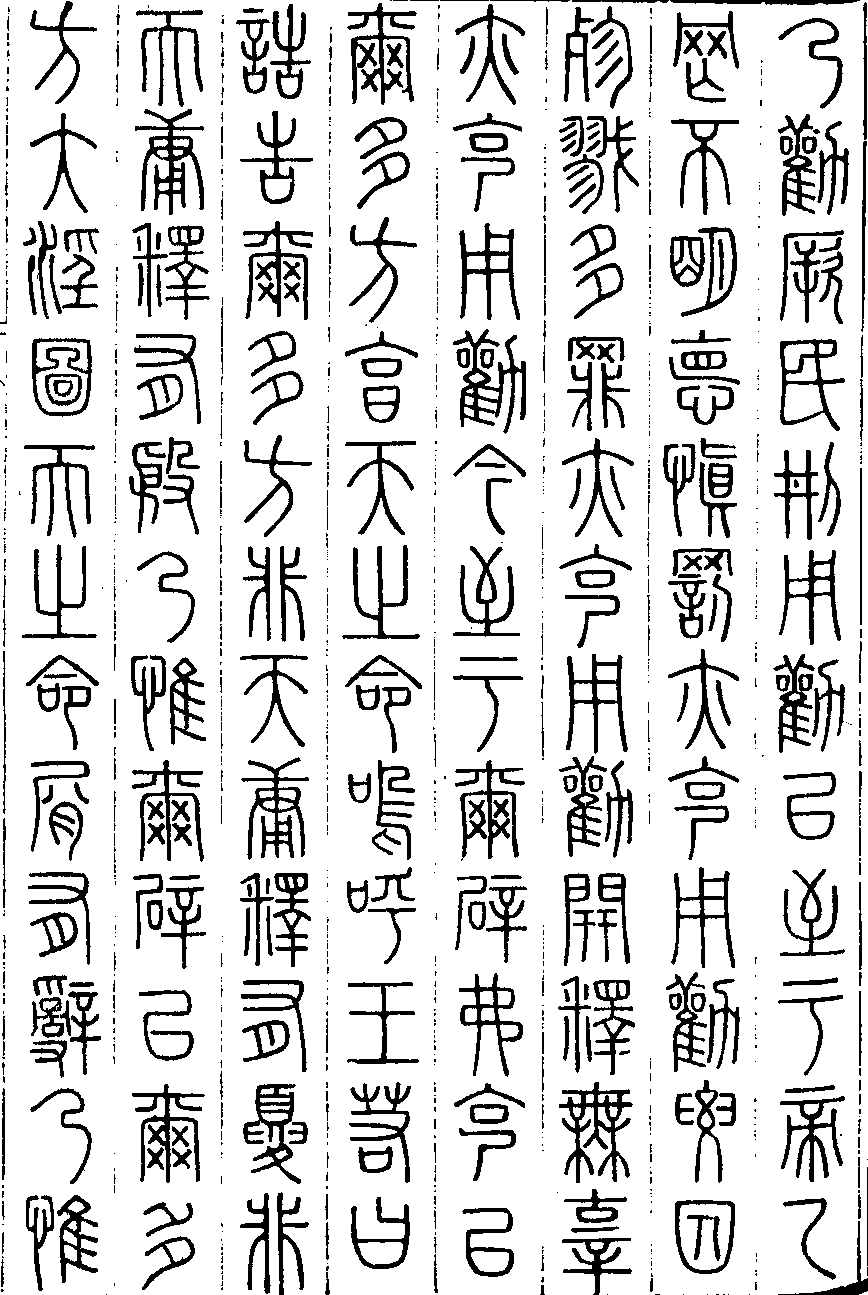 乃勸厥民刑用勸以至于帝乙
罔不明德慎罰亦克用勸要囚
殄戮多罪亦克用勸開釋無辜
亦克用勸今至于爾辟弗克以
爾多方享天之命嗚呼王若曰
誥告爾多方非天庸釋有夏非
天庸釋有殷乃惟爾辟以爾多
方大淫圖天之命屑有辭乃惟